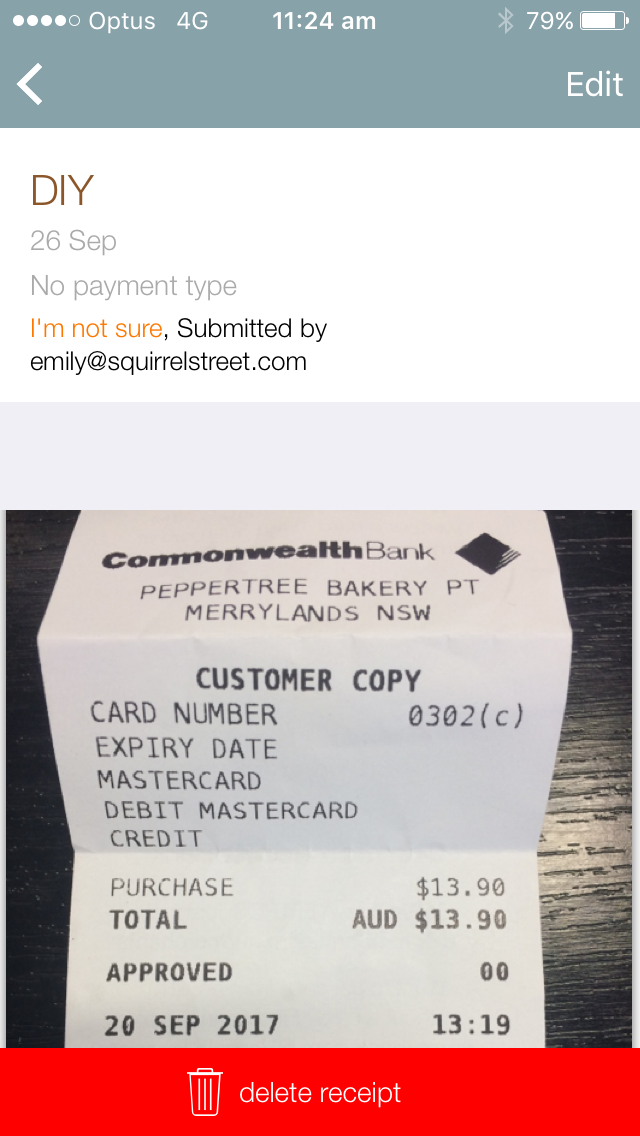 Optus 4G 11:24 am 79%
Edit
DIY
26 Sep
No payment type
I'm not sure, Submitted by
emily@squirrelstreet.com
CommonwealthBank
PEPPERTREE BAKERY PT
MERRYLANDS NSW
CUSTOMER COPY
CARD NUMBER 0302(c)
EXPIRY DATE
MASTERCARD
DEBIT MASTERCARD
CREDIT
PURCHASE $13.90
TOTAL AUD $13.90
APPROVED 00
20 SEP 2017 13:19
delete receipt